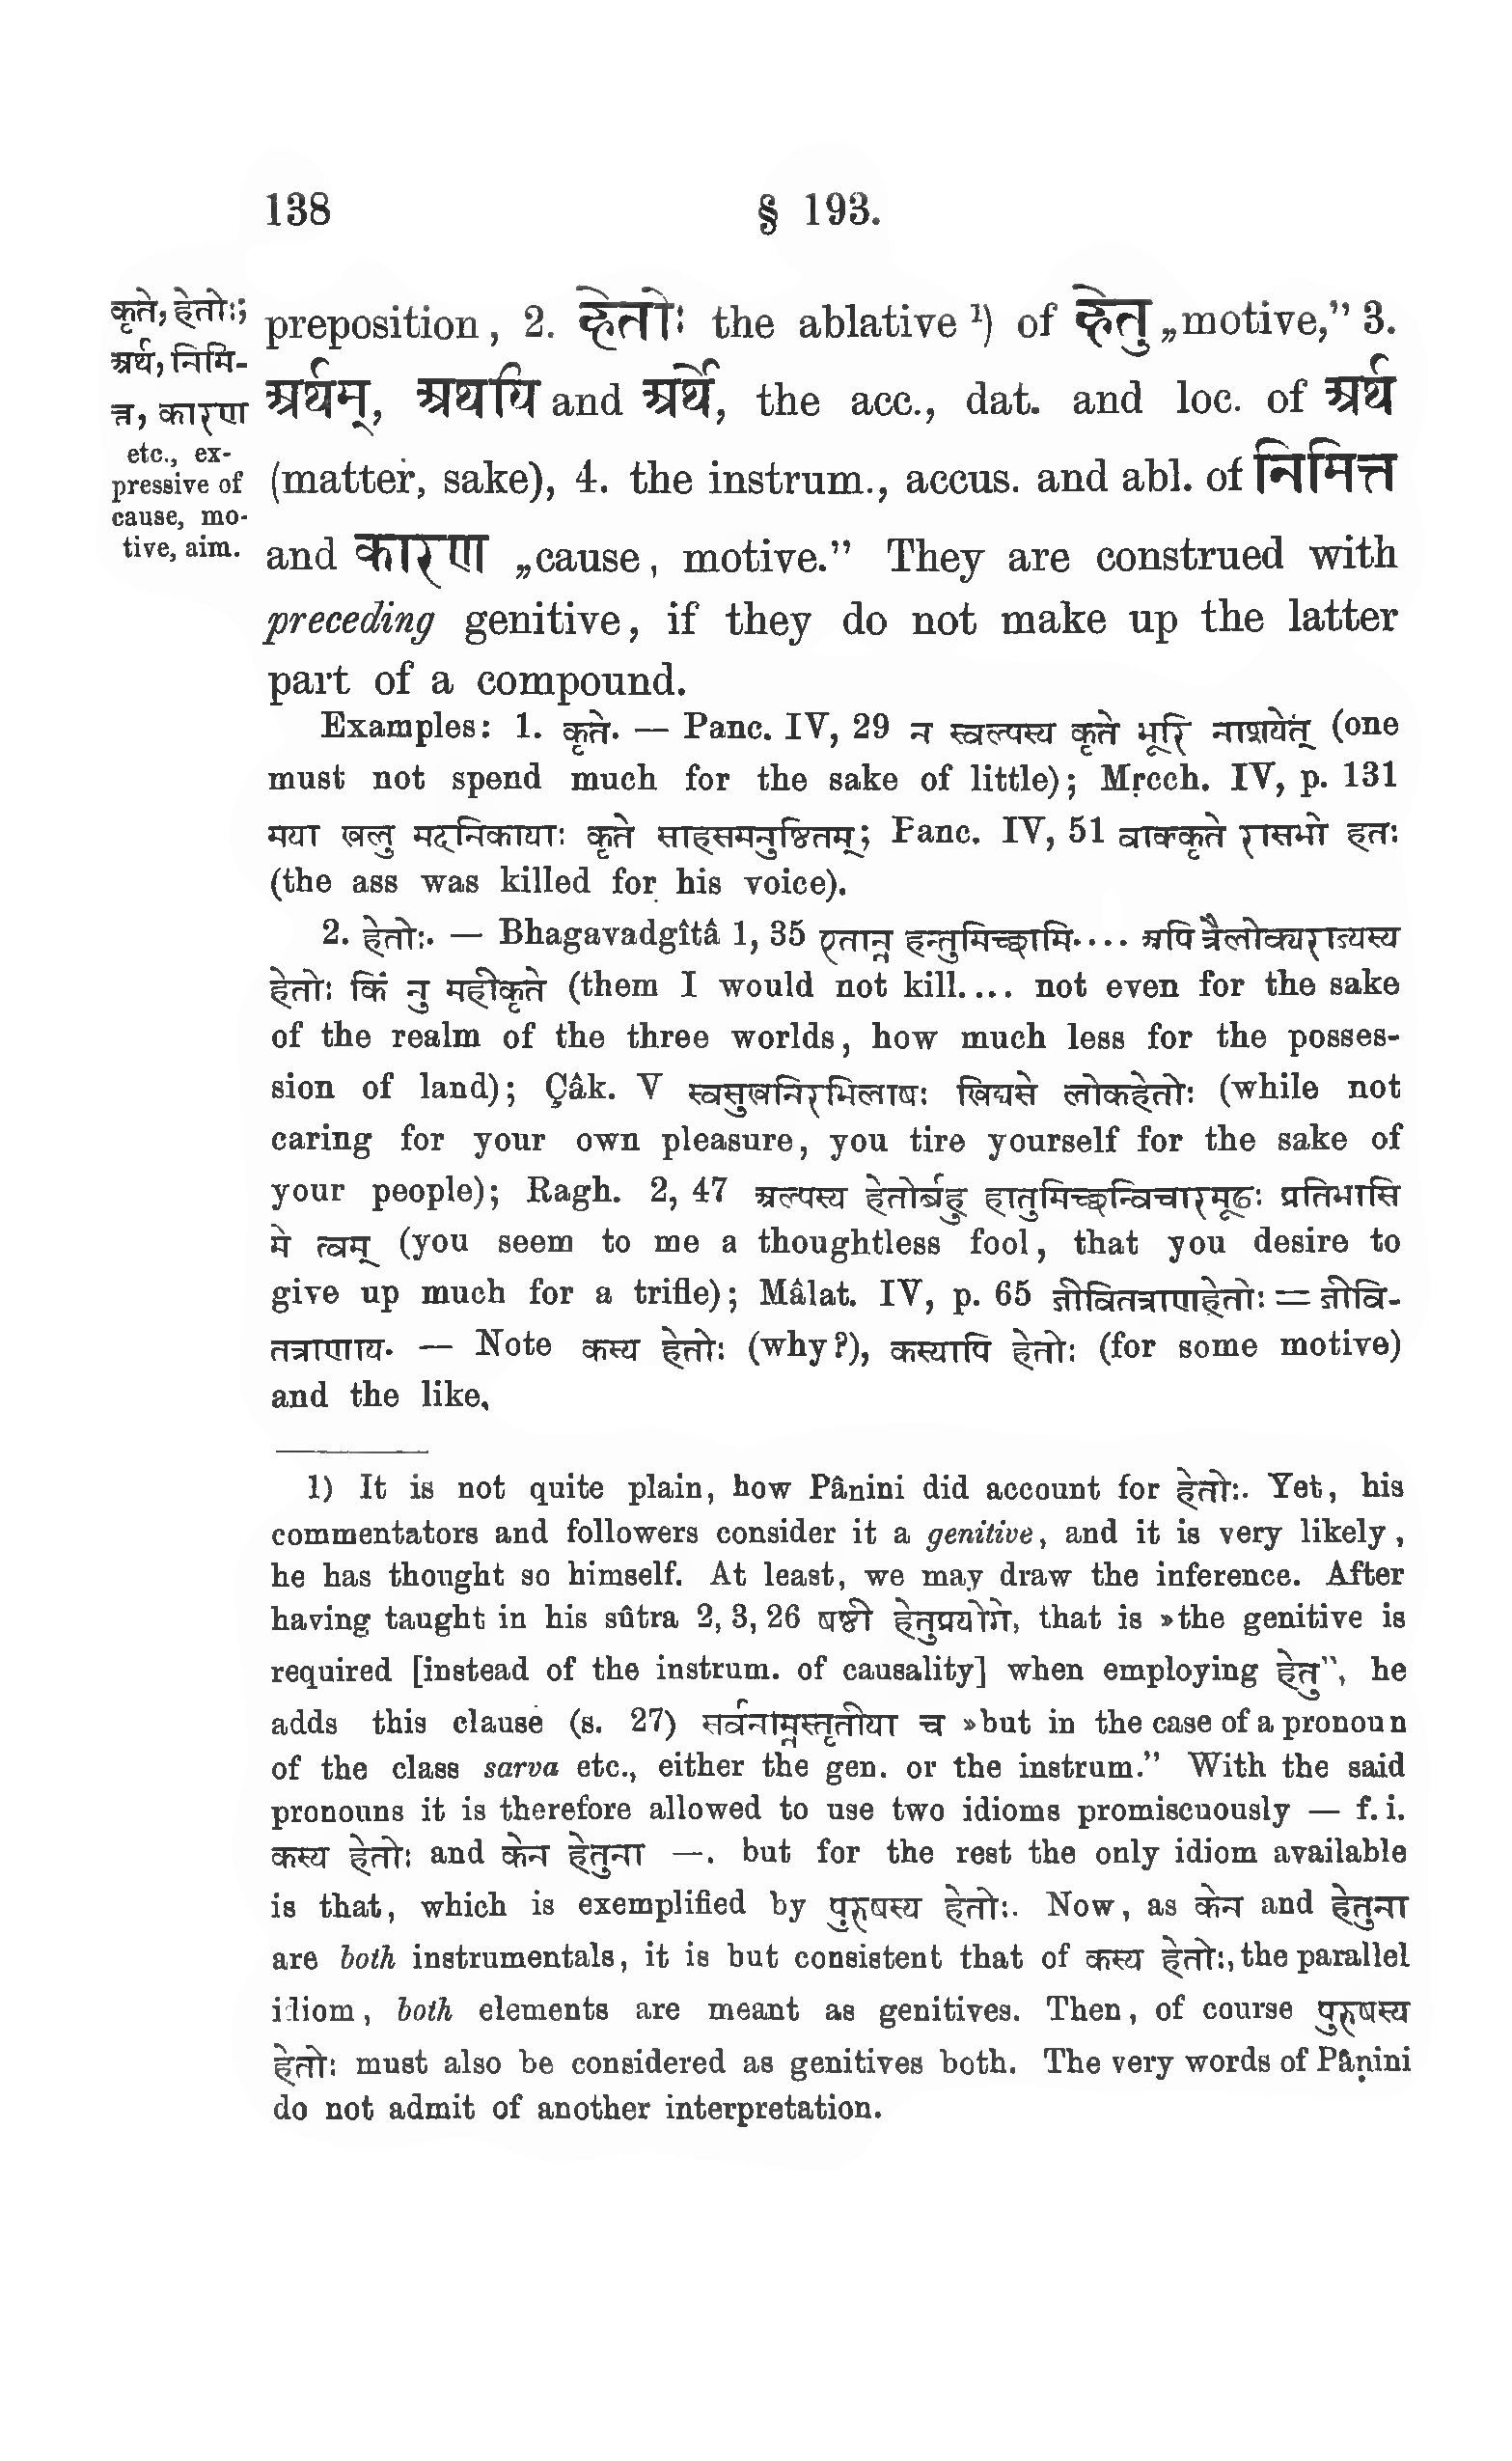 138 § 193.
कृते, हेतोः;
अर्थ, निमि-
त्त, कारण
etc., ex-
pressive of
cause, mo-
tive, aim.
preposition, 2. हेतोः the ablative ¹) of हेतु „motive,” 3.
अर्थम्, अर्थाय and अर्थे, the acc., dat. and loc. of अर्थ
(matter, sake), 4. the instrum., accus. and abl. of निमित्त
and कारण „cause, motive.” They are construed with
preceding genitive, if they do not make up the latter
part of a compound.
Examples: 1. कृते. — Panc. IV, 29 न स्वल्पस्य कृते भूरि नाशयेत् (one
must not spend much for the sake of little); Mṛcch. IV, p. 131
मया खलु मदनिकायाः कृते साहसमनुष्ठितम्; Panc. IV, 51 वाक्कृते रासभो हतः
(the ass was killed for his voice).
2. हेतोः. — Bhagavadgîtâ 1, 35 एतान्न हन्तुमिच्छामि.... अपि त्रैलोक्यराज्यस्य
हेतोः किं नु महीकृते (them I would not kill.... not even for the sake
of the realm of the three worlds, how much less for the posses-
sion of land); Çâk. V स्वसुखनिरभिलाषः खिद्यसे लोकहेतोः (while not
caring for your own pleasure, you tire yourself for the sake of
your people); Ragh. 2, 47 अल्पस्य हेतोर्बहु हातुमिच्छन्विचारमूढः प्रतिभासि
मे त्वम् (you seem to me a thoughtless fool, that you desire to
give up much for a trifle); Mâlat. IV, p. 65 जीवितत्राणहेतोः = जीवि-
तत्राणाय. — Note कस्य हेतोः (why?), कस्यापि हेतोः (for some motive)
and the like.
1) It is not quite plain, how Pânini did account for हेतोः. Yet, his
commentators and followers consider it a genitive, and it is very likely,
he has thought so himself. At least, we may draw the inference. After
having taught in his sûtra 2, 3, 26 षष्ठी हेतुप्रयोगे, that is »the genitive is
required [instead of the instrum. of causality] when employing हेतु”, he
adds this clause (s. 27) सर्वनाम्नस्तृतीया च »but in the case of a pronoun
of the class sarva etc., either the gen. or the instrum.” With the said
pronouns it is therefore allowed to use two idioms promiscuously — f. i.
कस्य हेतोः and केन हेतुना —. but for the rest the only idiom available
is that, which is exemplified by पुरुषस्य हेतोः. Now, as केन and हेतुना
are both instrumentals, it is but consistent that of कस्य हेतोः, the parallel
idiom, both elements are meant as genitives. Then, of course पुरुषस्य
हेतोः must also be considered as genitives both. The very words of Pâṇini
do not admit of another interpretation.